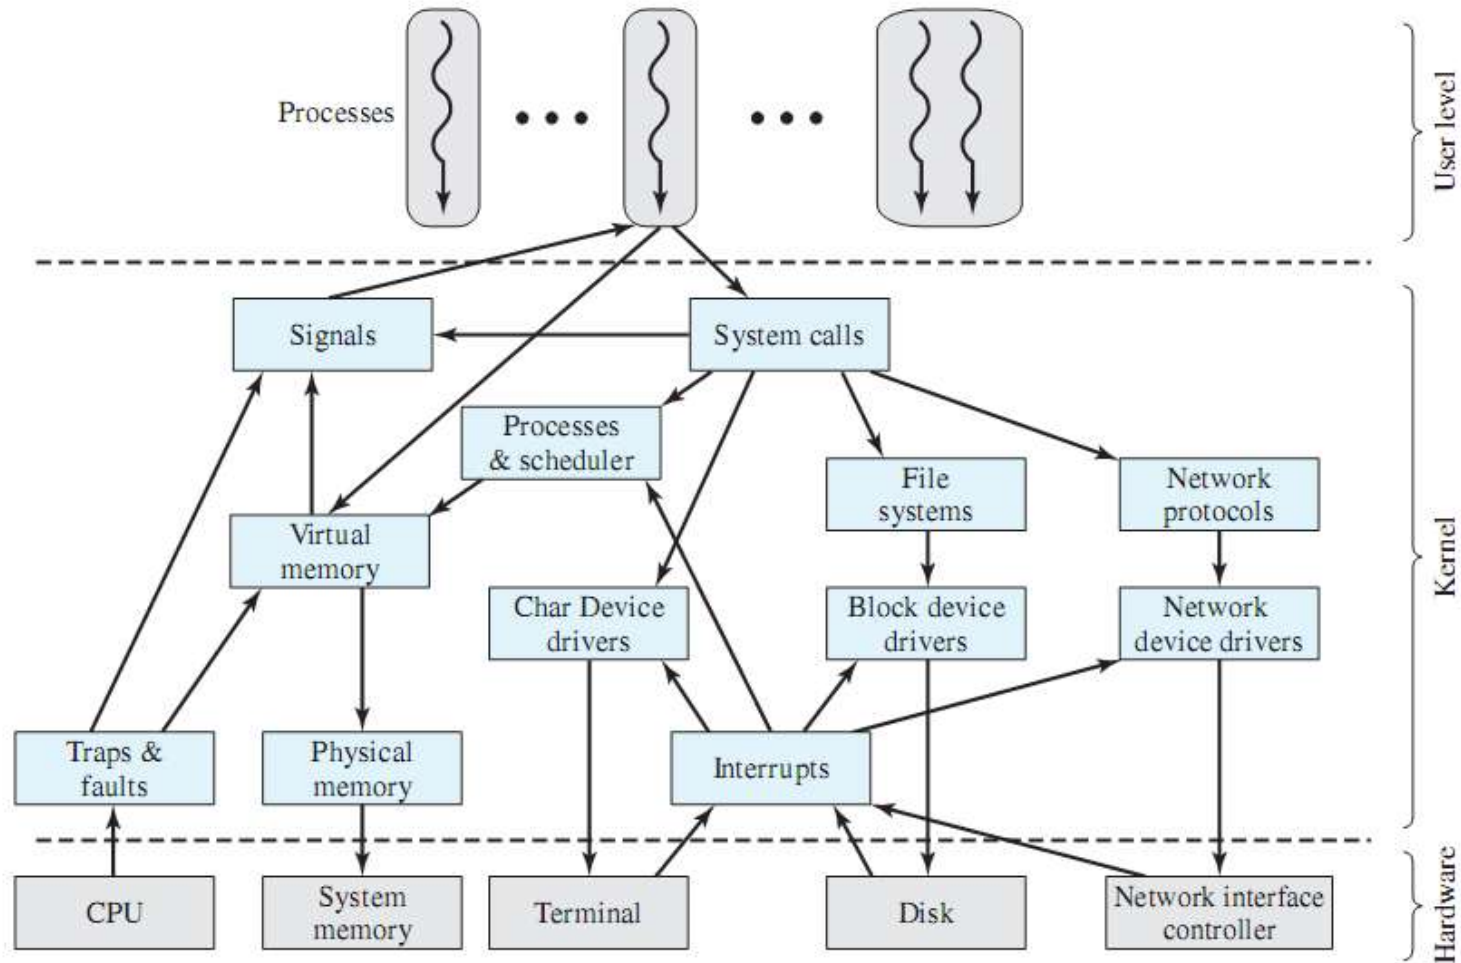 Processes
User level
Signals
System calls
Processes
& scheduler
File
systems
Network
protocols
Virtual
memory
Kernel
Char Device
drivers
Block device
drivers
Network
device drivers
Traps &
faults
Physical
memory
Interrupts
CPU
System
memory
Terminal
Disk
Network interface
controller
Hardware